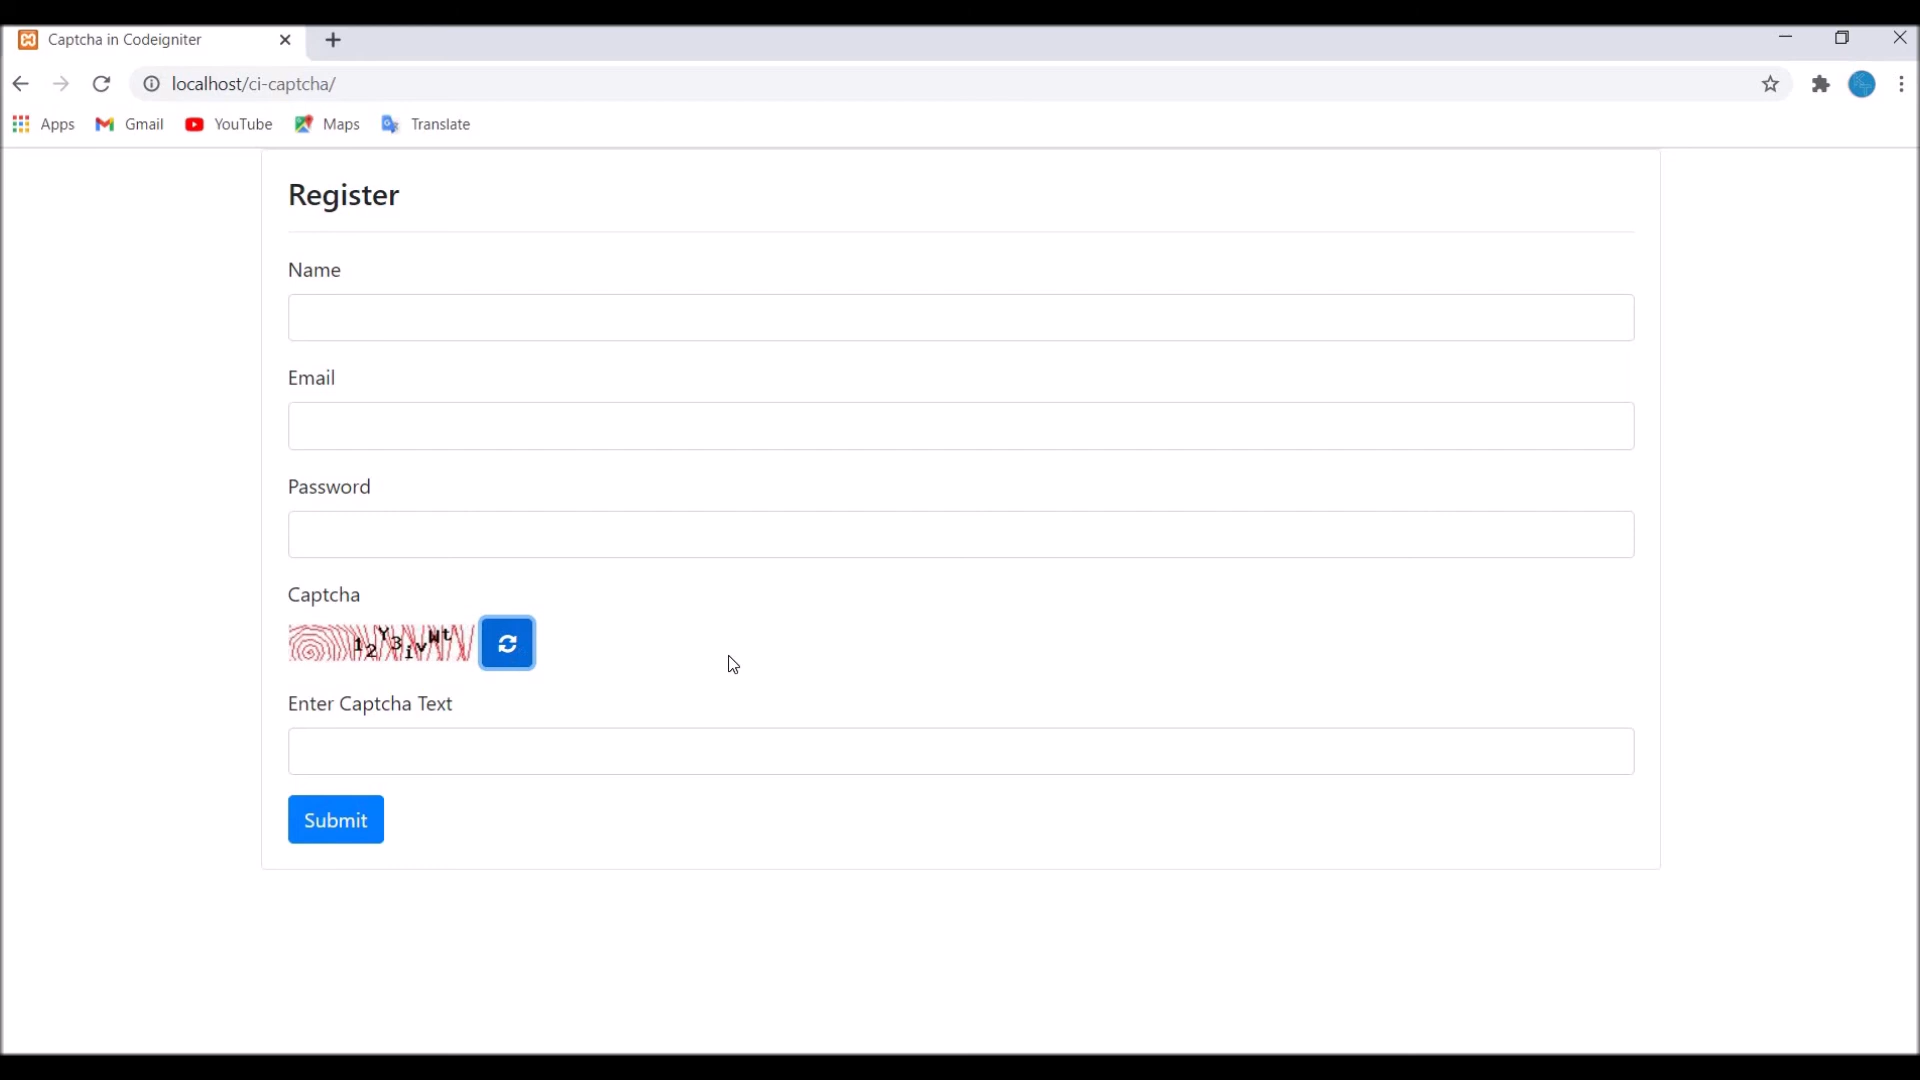 Captcha in Codeigniter
localhost/ci-captcha/
Apps Gmail YouTube Maps Translate
Register
Name
Email
Password
Captcha
12Y3ivWt
Enter Captcha Text
Submit